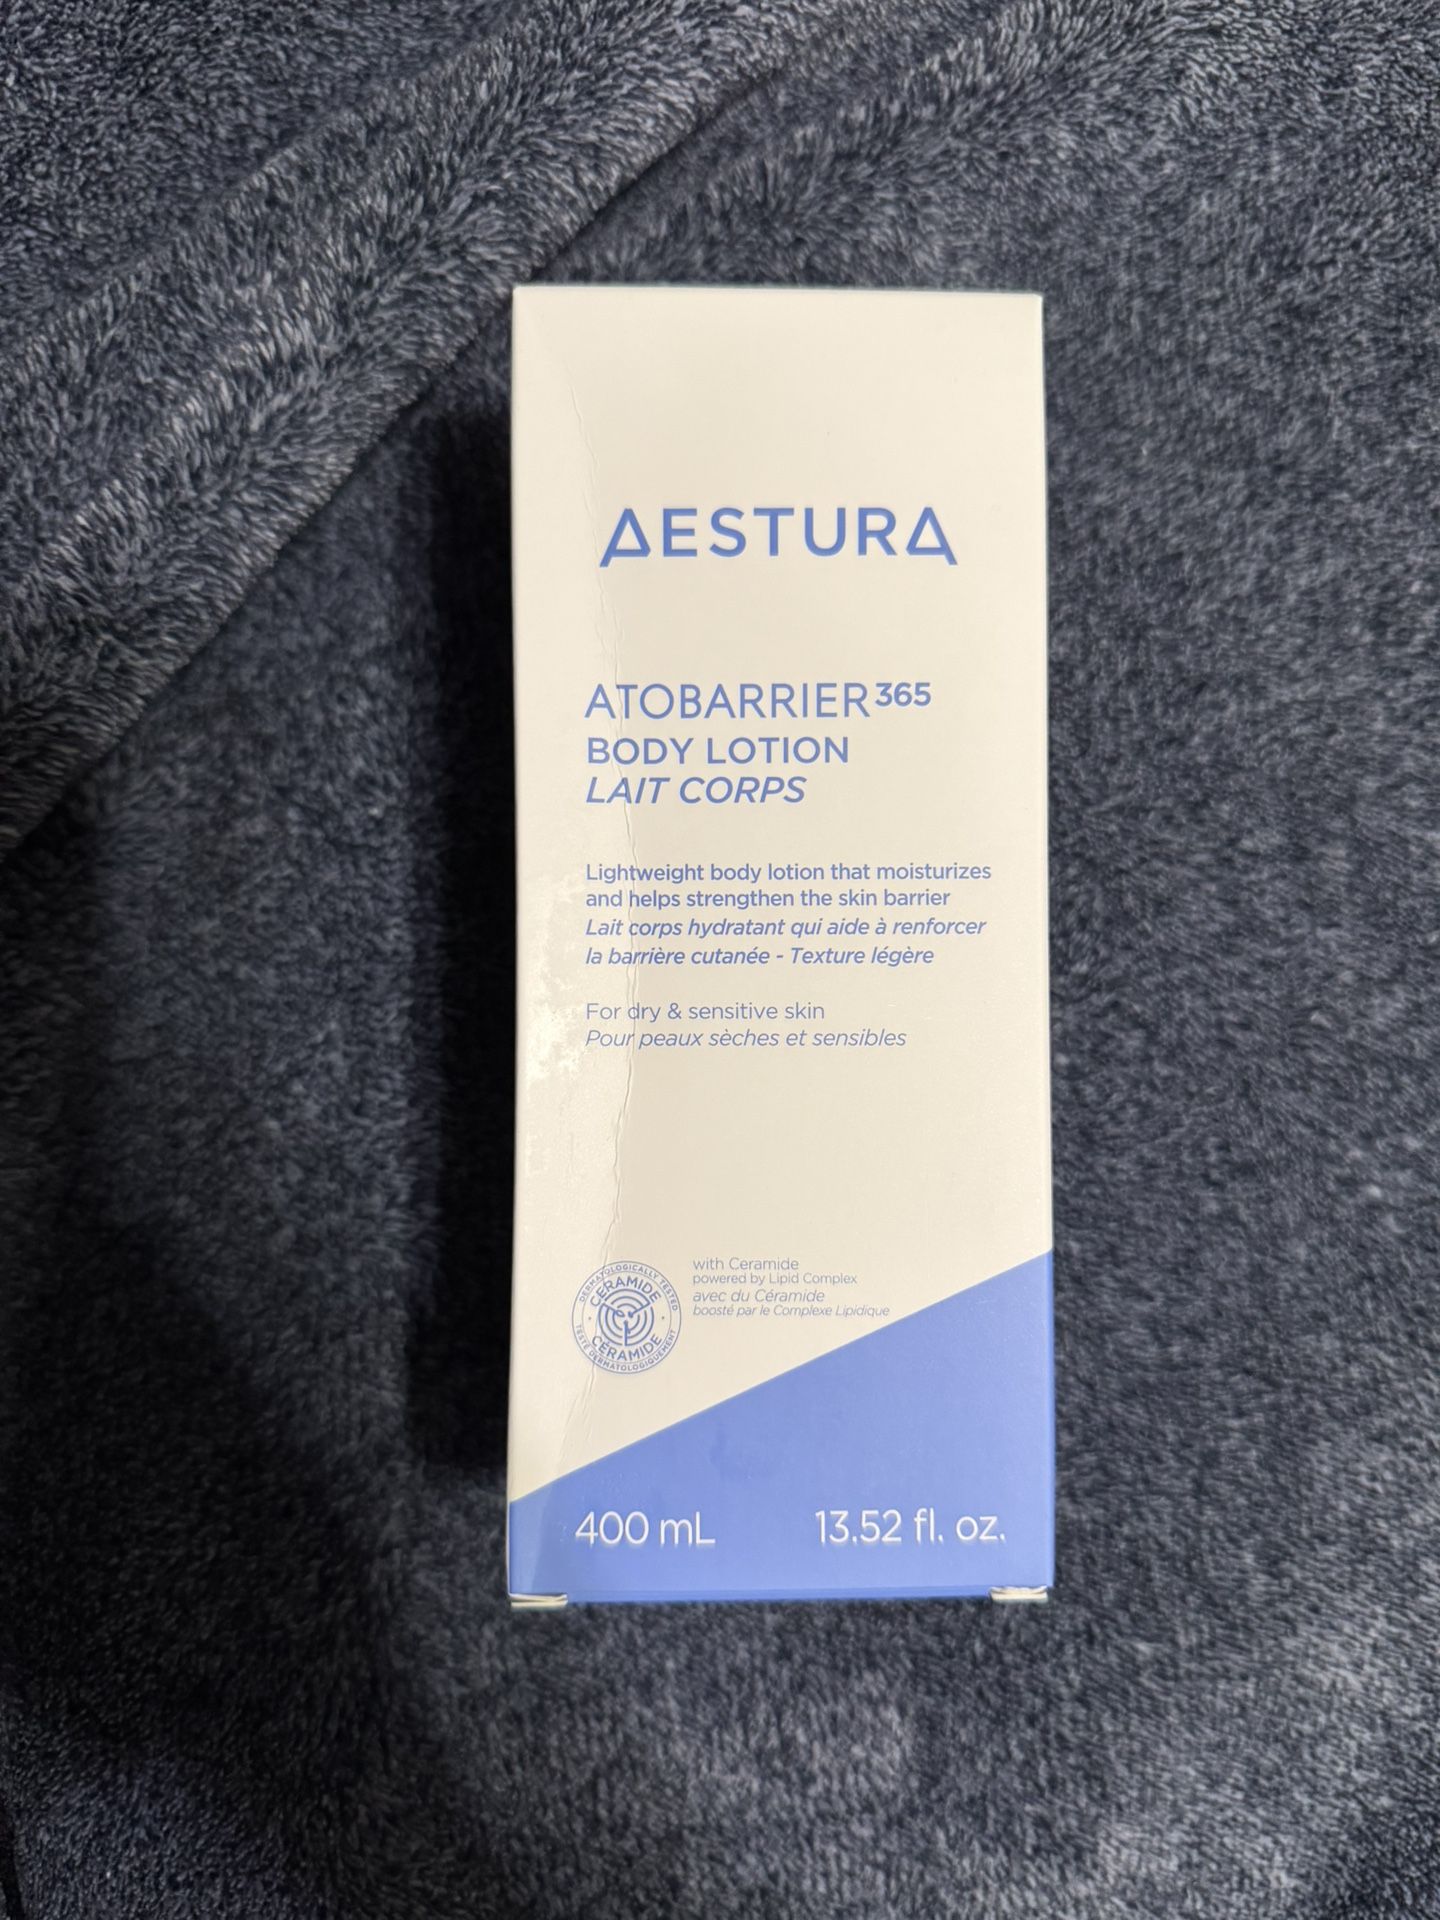 AESTURA
ATOBARRIER365
BODY LOTION
LAIT CORPS
Lightweight body lotion that moisturizes
and helps strengthen the skin barrier
Lait corps hydratant qui aide à renforcer
la barrière cutanée - Texture légère
For dry & sensitive skin
Pour peaux sèches et sensibles
DERMATOLOGICALLY TESTED
CERAMIDE
CÉRAMIDE
TESTÉ DERMATOLOGIQUEMENT
with Ceramide
powered by Lipid Complex
avec du Céramide
boosté par le Complexe Lipidique
400 mL 13.52 fl. oz.